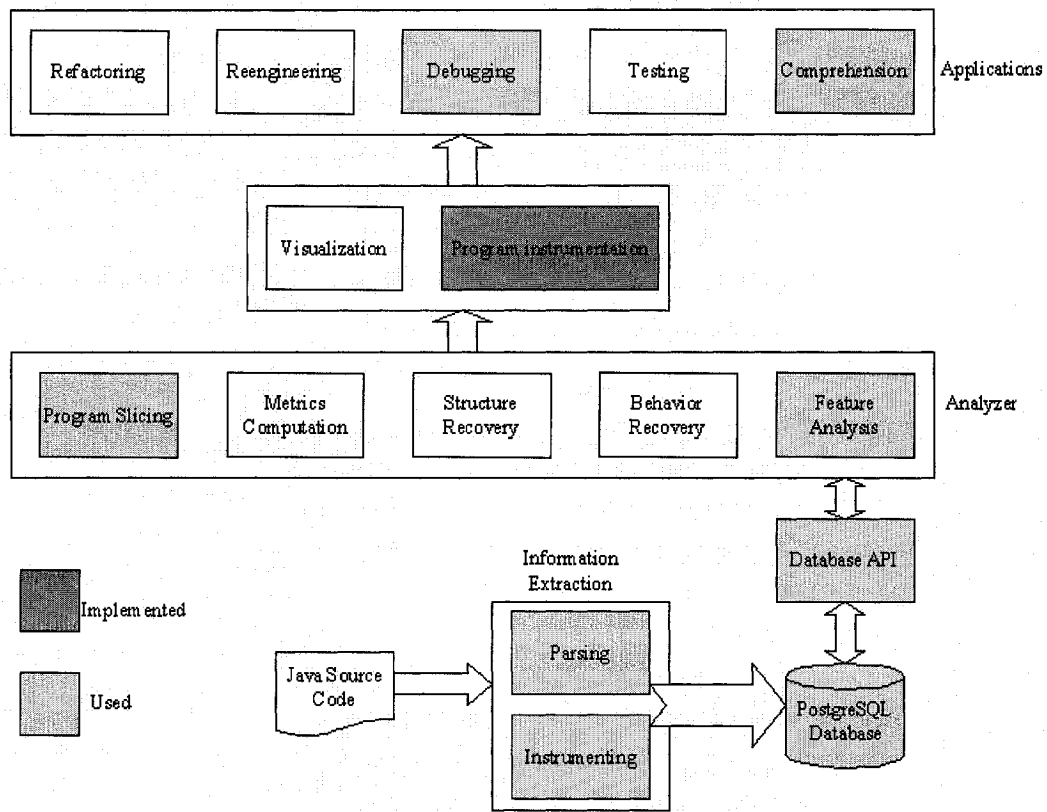 Refactoring
Reengineering
Debugging
Testing
Comprehension
Applications
Visualization
Program instrumentation
Program Slicing
Metrics
Computation
Structure
Recovery
Behavior
Recovery
Feature
Analysis
Analyzer
Database API
Information
Extraction
Implemented
Parsing
Java Source
Code
Used
PostgreSQL
Database
Instrumenting